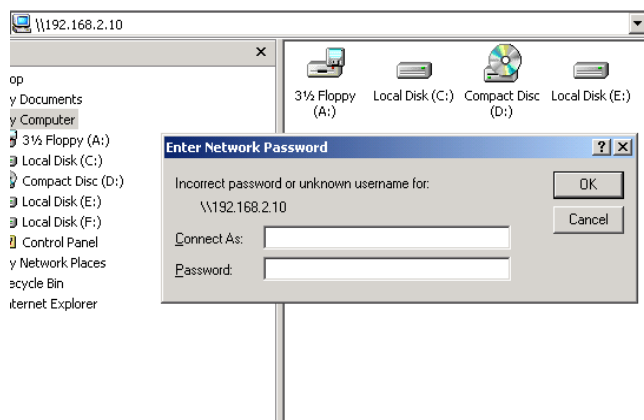 \\192.168.2.10
op
y Documents
y Computer
3½ Floppy (A:)
Local Disk (C:)
Compact Disc (D:)
Local Disk (E:)
Local Disk (F:)
Control Panel
y Network Places
ecycle Bin
nternet Explorer
3½ Floppy
(A:)
Local Disk (C:)
Compact Disc
(D:)
Local Disk (E:)
Enter Network Password
Incorrect password or unknown username for:
\\192.168.2.10
Connect As:
Password:
OK
Cancel